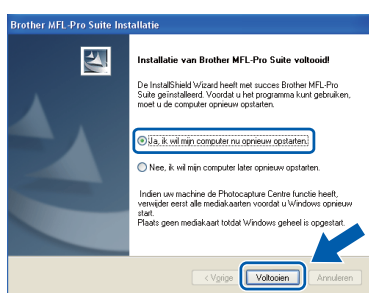 Brother MFL-Pro Suite Installatie
Installatie van Brother MFL-Pro Suite voltooid!
De InstallShield Wizard heeft met succes Brother MFL-Pro
Suite geïnstalleerd. Voordat u het programma kunt gebruiken,
moet u de computer opnieuw opstarten.
Ja, ik wil mijn computer nu opnieuw opstarten.
Nee, ik wil mijn computer later opnieuw opstarten.
Indien uw machine de Photocapture Centre functie heeft,
verwijder eerst alle mediakaarten voordat u Windows opnieuw
start.
Plaats geen mediakaart totdat Windows geheel is opgestart.
< Vorige Voltooien Annuleren